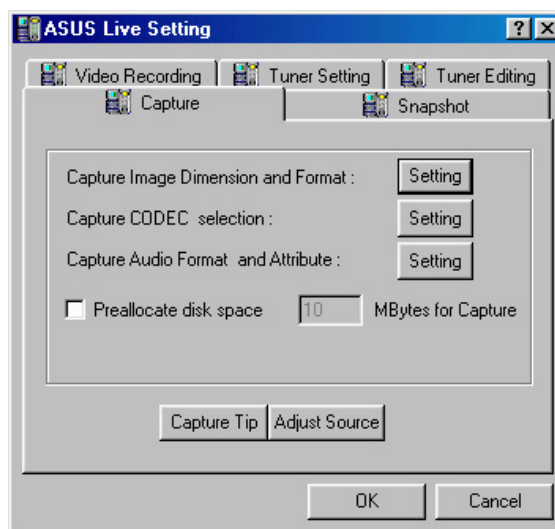 ASUS Live Setting
Video Recording Tuner Setting Tuner Editing
Capture Snapshot
Capture Image Dimension and Format : Setting
Capture CODEC selection : Setting
Capture Audio Format and Attribute : Setting
Preallocate disk space 10 MBytes for Capture
Capture Tip Adjust Source
OK Cancel